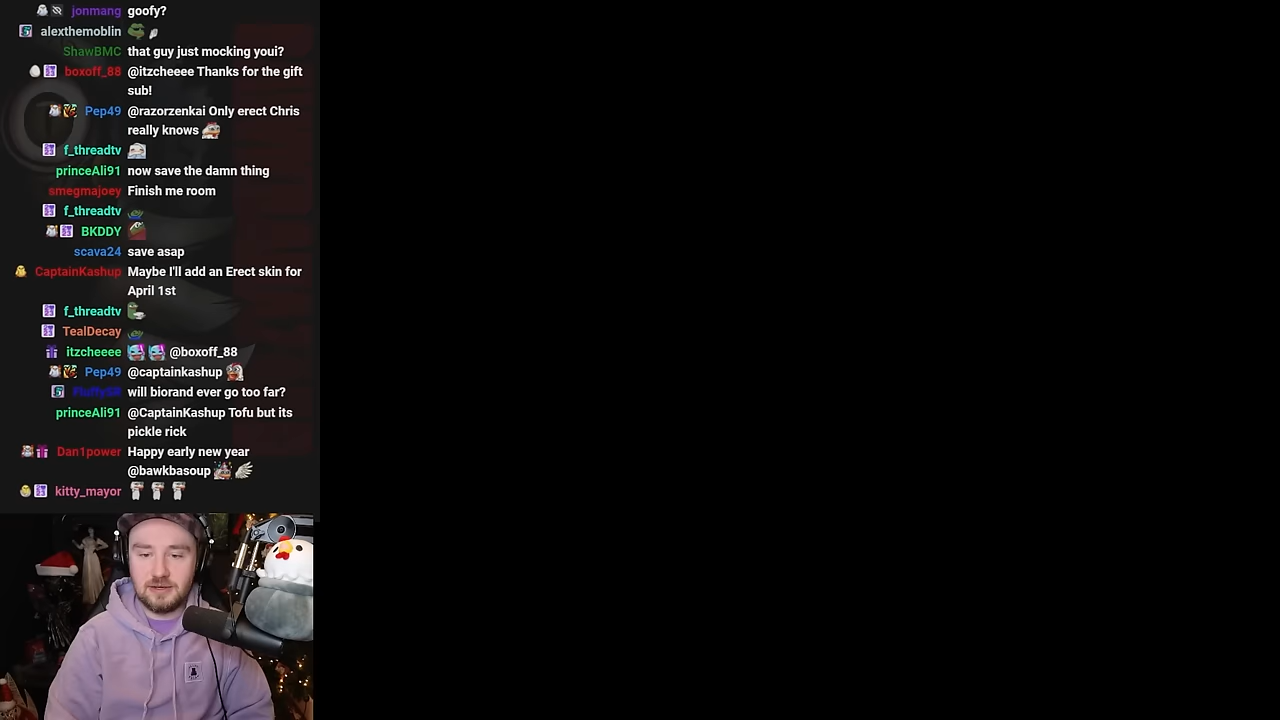 jonmang goofy?
alexthemoblin
ShawBMC that guy just mocking youi?
boxoff_88 @itzcheeee Thanks for the gift
sub!
Pep49 @razorzenkai Only erect Chris
really knows
f_threadtv
princeAli91 now save the damn thing
smegmajoey Finish me room
f_threadtv
BKDDY
scava24 save asap
CaptainKashup Maybe I'll add an Erect skin for
April 1st
f_threadtv
TealDecay
itzcheeee @boxoff_88
Pep49 @captainkashup
FluffySR will biorand ever go too far?
princeAli91 @CaptainKashup Tofu but its
pickle rick
Dan1power Happy early new year
@bawkbasoup
kitty_mayor